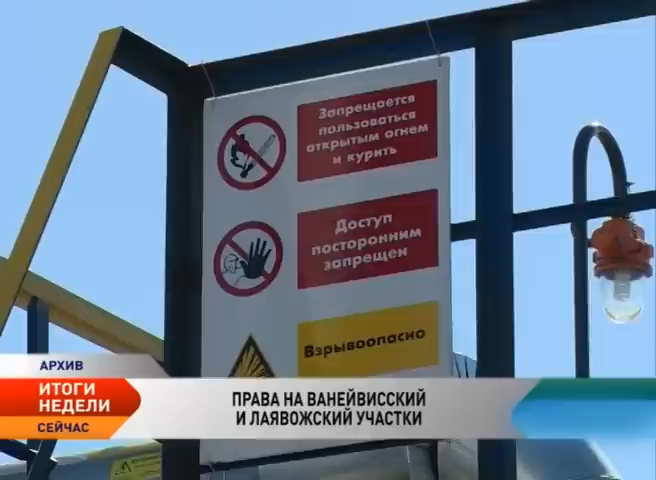 Запрещается
пользоваться
открытым огнем
и курить
Доступ
посторонним
запрещен
Взрывоопасно
АРХИВ
ИТОГИ
НЕДЕЛИ
СЕЙЧАС
ПРАВА НА ВАНЕЙВИССКИЙ
И ЛАЯВОЖСКИЙ УЧАСТКИ